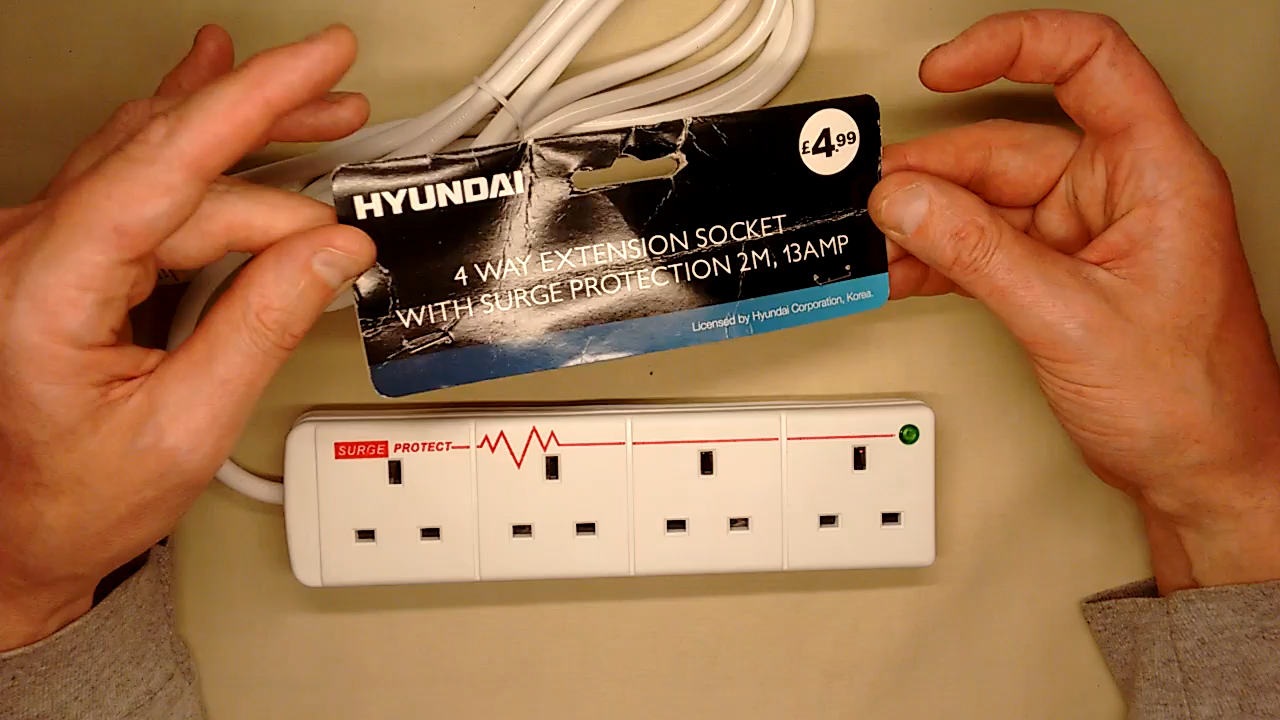 HYUNDAI
£4.99
4 WAY EXTENSION SOCKET
WITH SURGE PROTECTION 2M, 13AMP
Licensed by Hyundai Corporation, Korea.
SURGE PROTECT